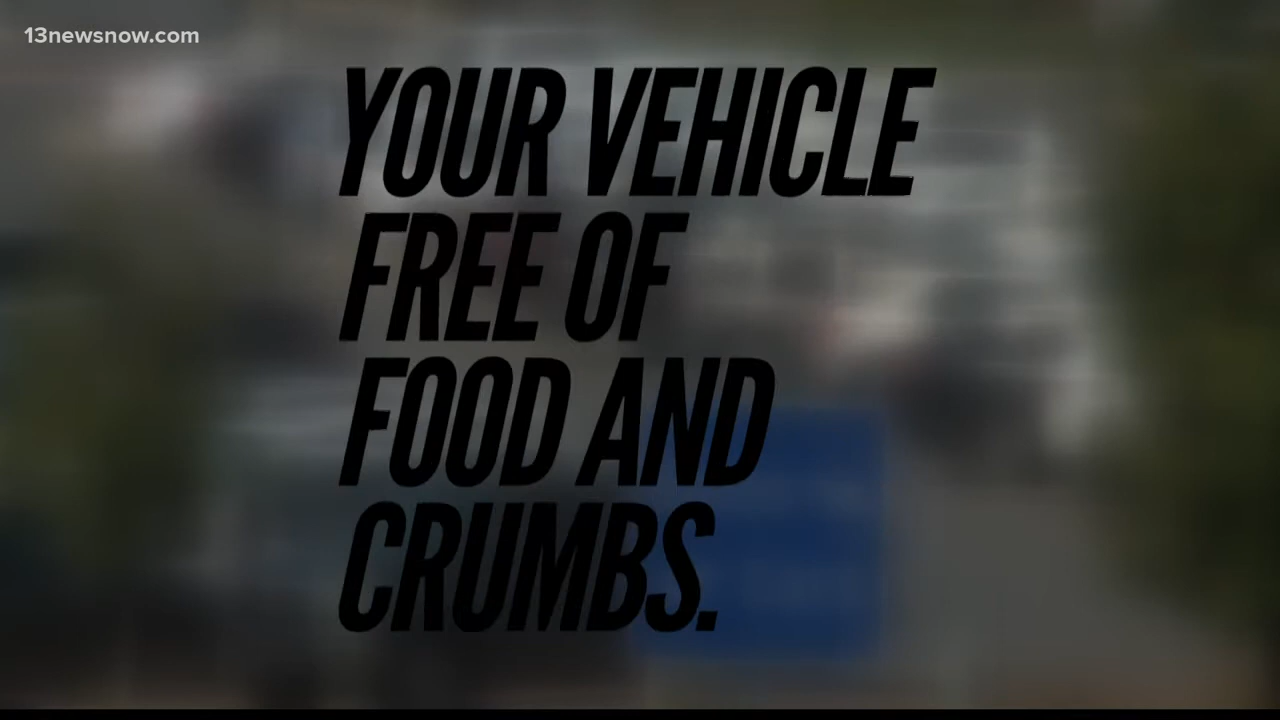 13newsnow.com
YOUR VEHICLE
FREE OF
FOOD AND
CRUMBS.